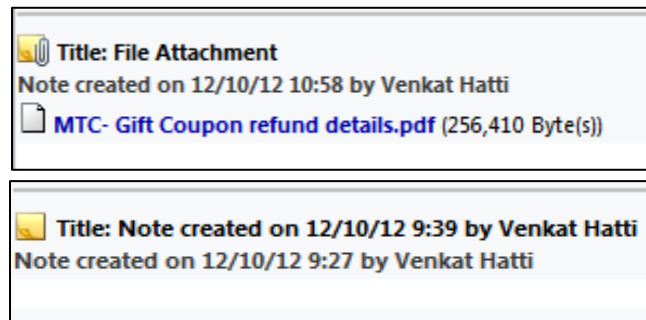 Title: File Attachment
Note created on 12/10/12 10:58 by Venkat Hatti
MTC- Gift Coupon refund details.pdf (256,410 Byte(s))
Title: Note created on 12/10/12 9:39 by Venkat Hatti
Note created on 12/10/12 9:27 by Venkat Hatti